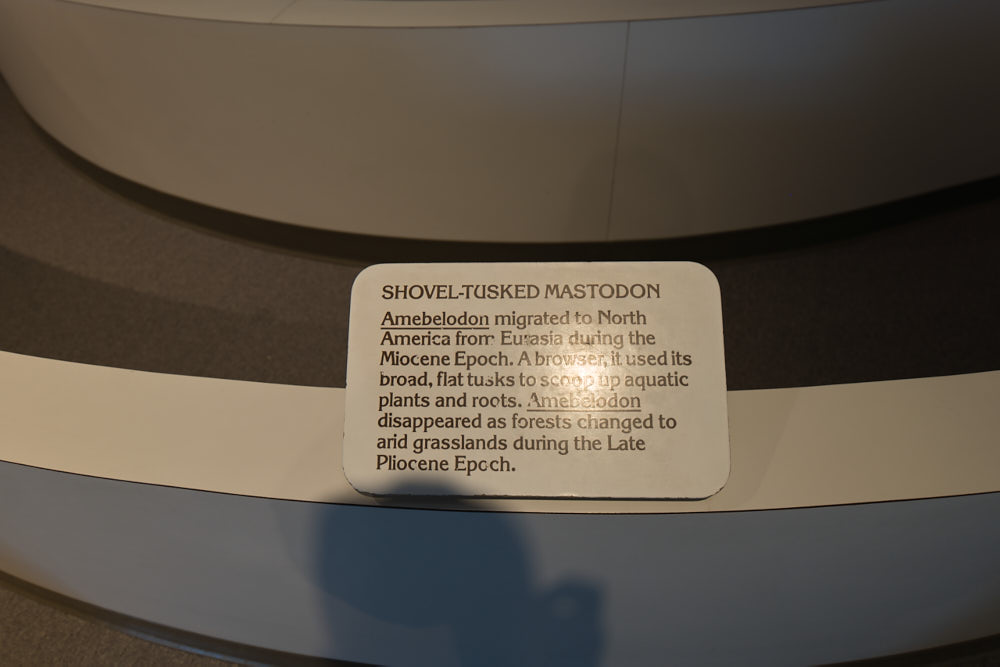 SHOVEL-TUSKED MASTODON
Amebelodon migrated to North
America from Eurasia during the
Miocene Epoch. A browser, it used its
broad, flat tusks to scoop up aquatic
plants and roots. Amebelodon
disappeared as forests changed to
arid grasslands during the Late
Pliocene Epoch.